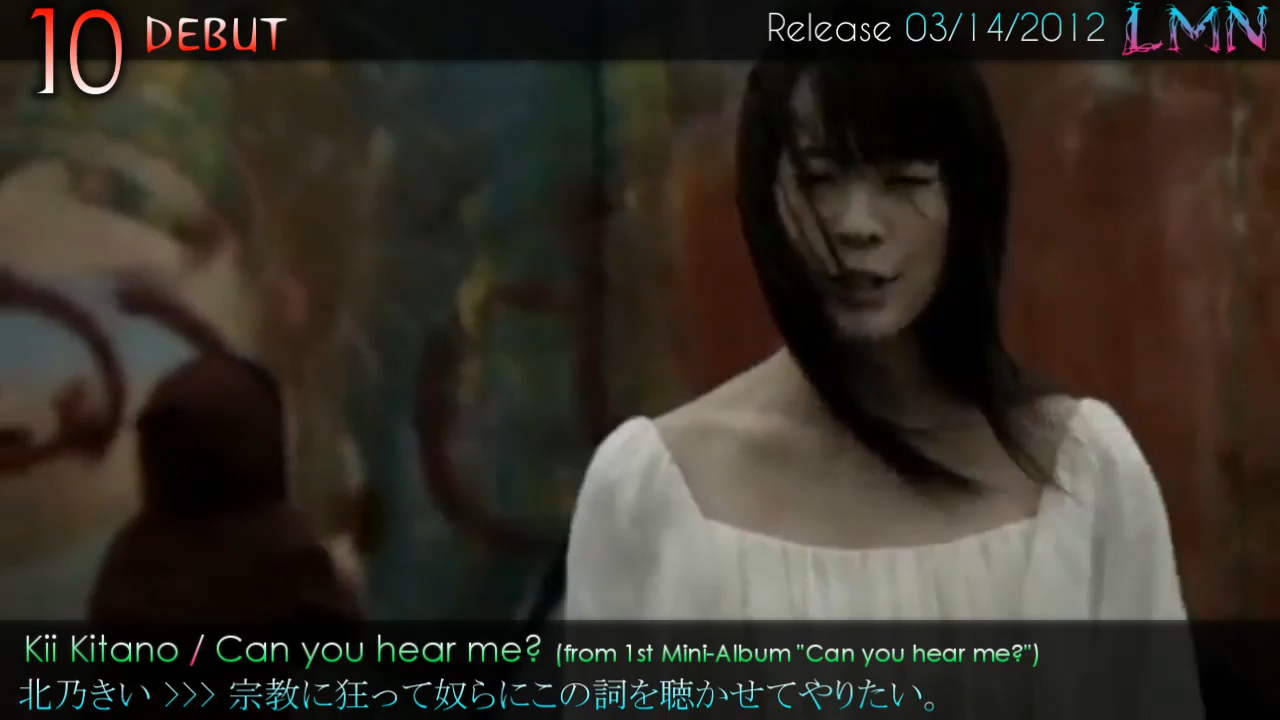 10 DEBUT
Release 03/14/2012 LMN
Kii Kitano / Can you hear me? (from 1st Mini-Album "Can you hear me?")
北乃きい >>> 宗教に狂って奴らにこの詞を聴かせてやりたい。